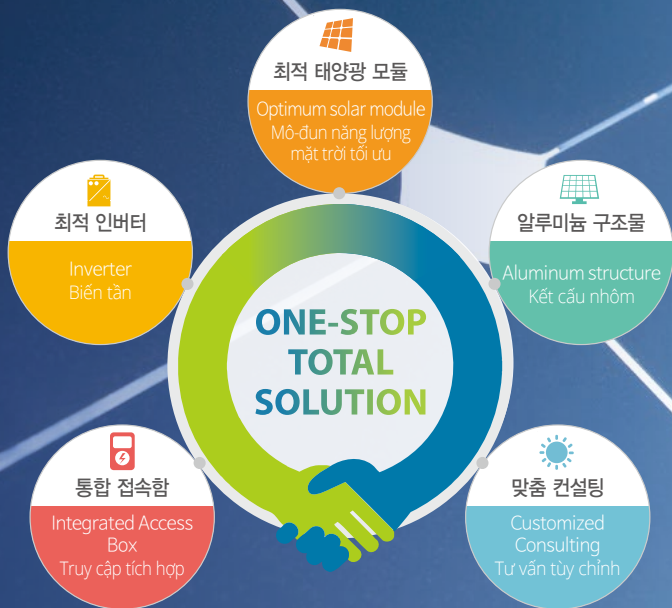 최적 태양광 모듈
Optimum solar module
Mô-đun năng lượng
mặt trời tối ưu
최적 인버터
Inverter
Biến tần
알루미늄 구조물
Aluminum structure
Kết cấu nhôm
ONE-STOP
TOTAL
SOLUTION
통합 접속함
Integrated Access
Box
Truy cập tích hợp
맞춤 컨설팅
Customized
Consulting
Tư vấn tùy chỉnh